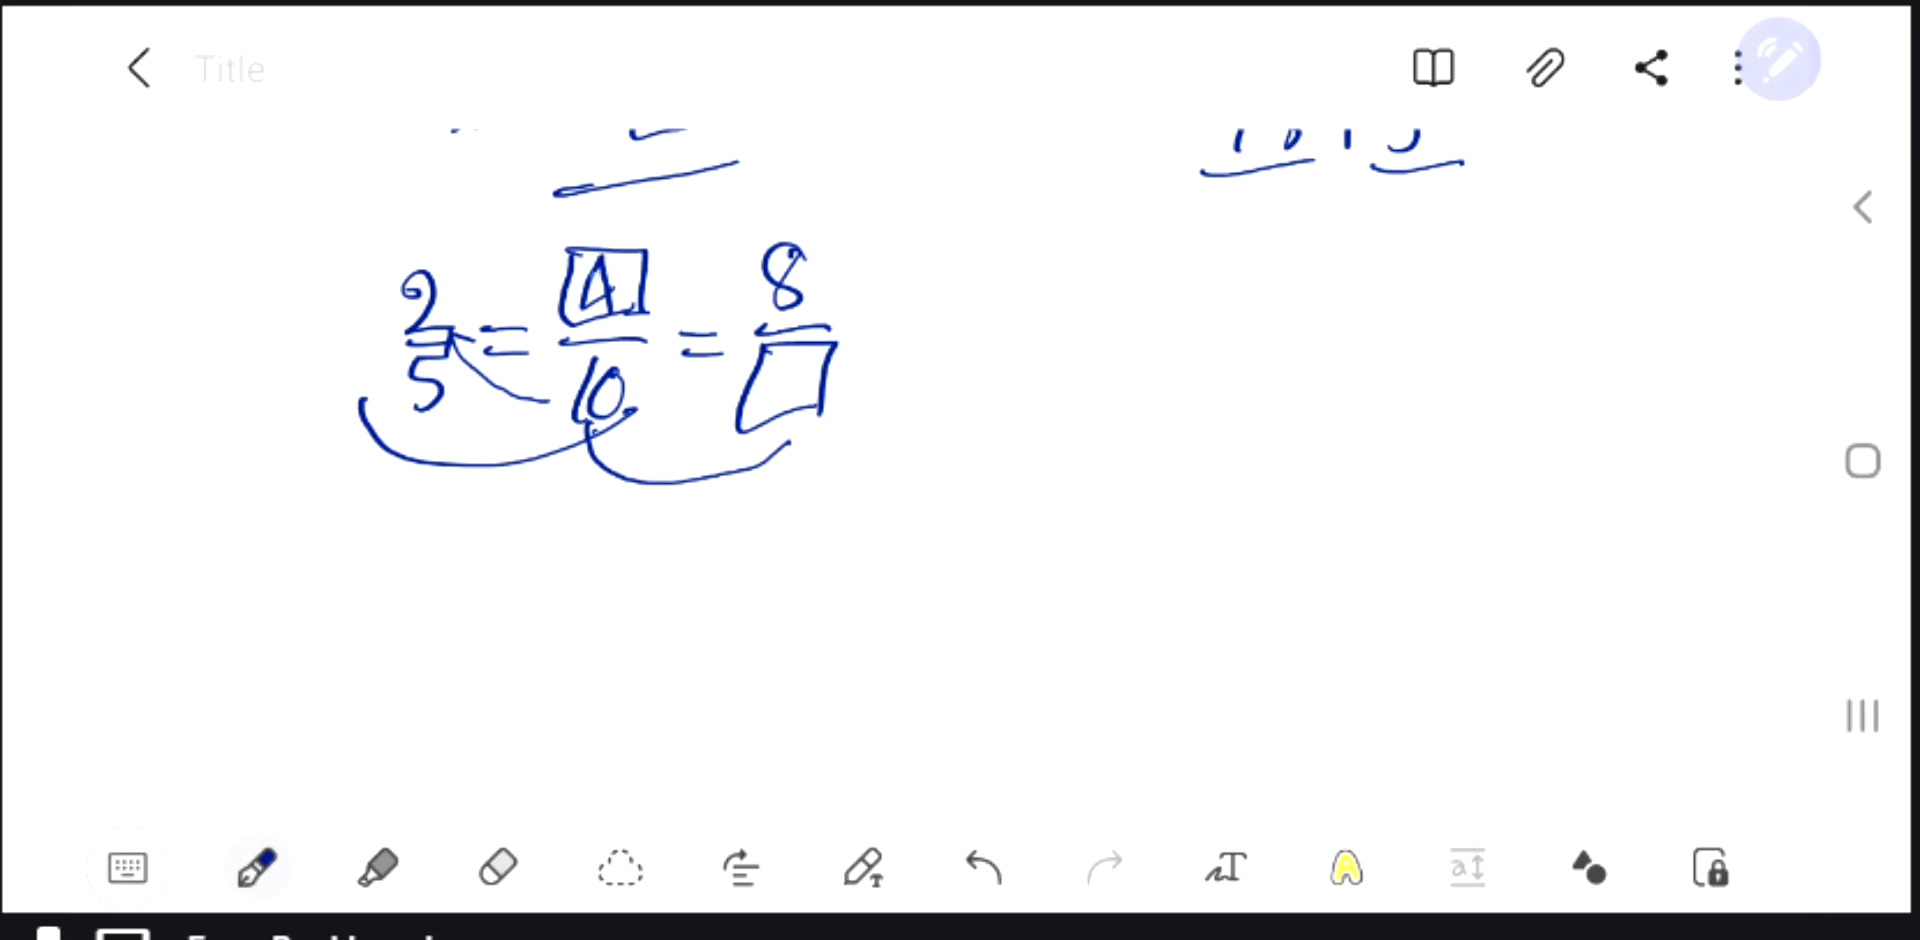 Title
2/5 = 4/10 = 8/□